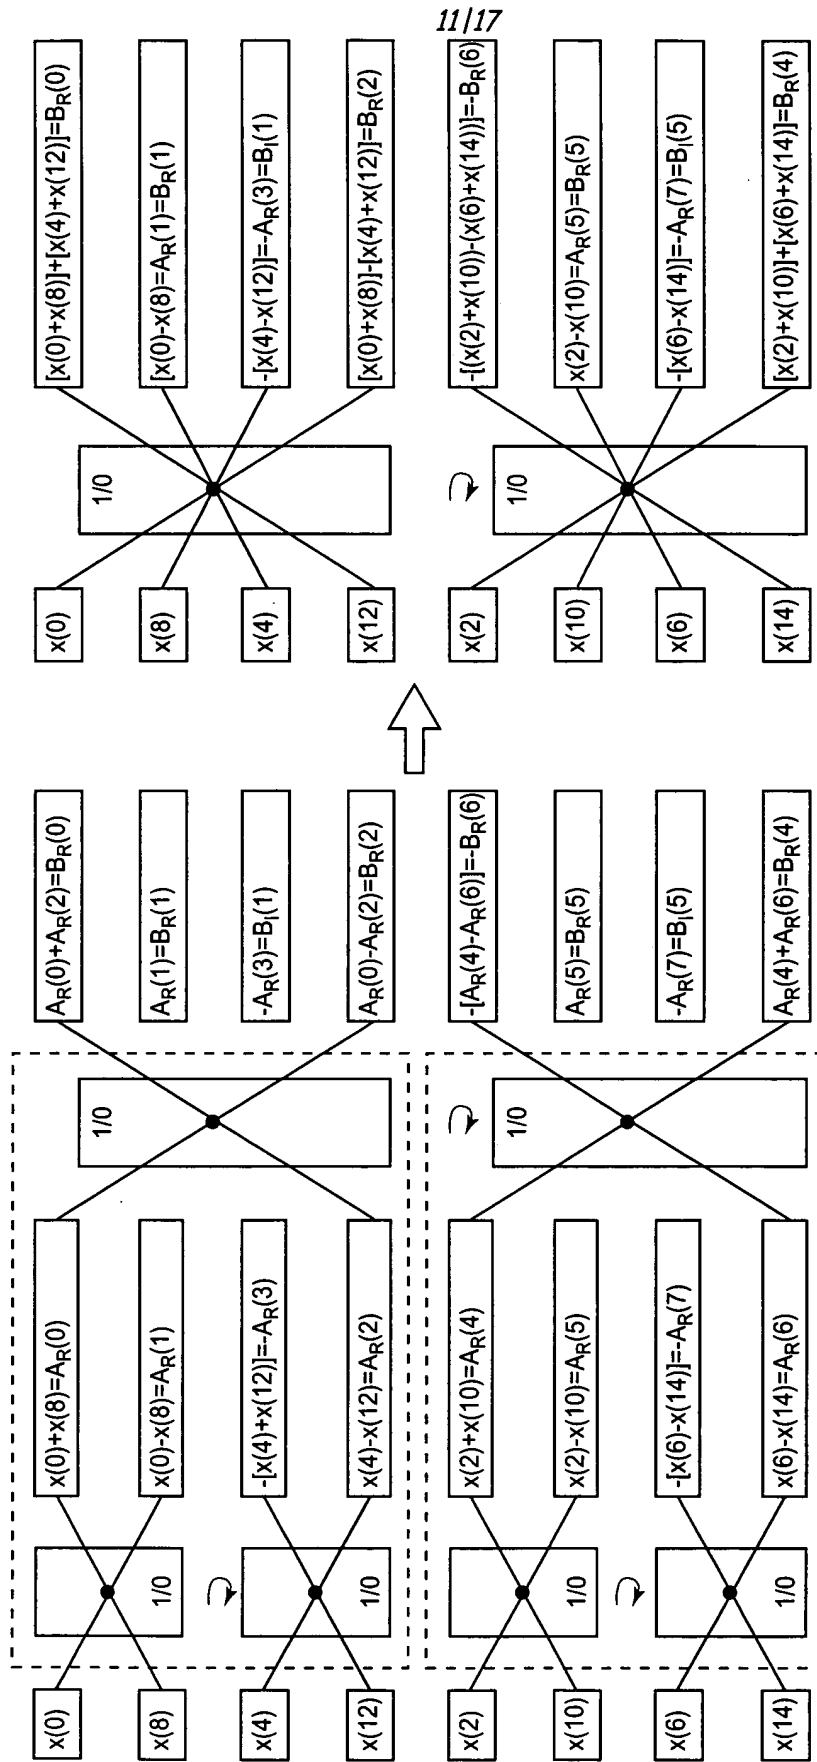 11/17
x(0)
x(8)
x(4)
x(12)
x(2)
x(10)
x(6)
x(14)
1/0
1/0
1/0
1/0
x(0)+x(8)=A_R(0)
x(0)-x(8)=A_R(1)
-[x(4)+x(12)]=-A_R(3)
x(4)-x(12)=A_R(2)
x(2)+x(10)=A_R(4)
x(2)-x(10)=A_R(5)
-[x(6)-x(14)]=-A_R(7)
x(6)-x(14)=A_R(6)
1/0
1/0
A_R(0)+A_R(2)=B_R(0)
A_R(1)=B_R(1)
-A_R(3)=B_I(1)
A_R(0)-A_R(2)=B_R(2)
-[A_R(4)-A_R(6)]=-B_R(6)
A_R(5)=B_R(5)
-A_R(7)=B_I(5)
A_R(4)+A_R(6)=B_R(4)
x(0)
x(8)
x(4)
x(12)
x(2)
x(10)
x(6)
x(14)
1/0
1/0
[x(0)+x(8)]+[x(4)+x(12)]=B_R(0)
[x(0)-x(8)=A_R(1)=B_R(1)
-[x(4)-x(12)]=-A_R(3)=B_I(1)
[x(0)+x(8)]-[x(4)+x(12)]=B_R(2)
-[(x(2)+x(10))-(x(6)+x(14))]=-B_R(6)
x(2)-x(10)=A_R(5)=B_R(5)
-[x(6)-x(14)]=-A_R(7)=B_I(5)
[x(2)+x(10)]+[x(6)+x(14)]=B_R(4)